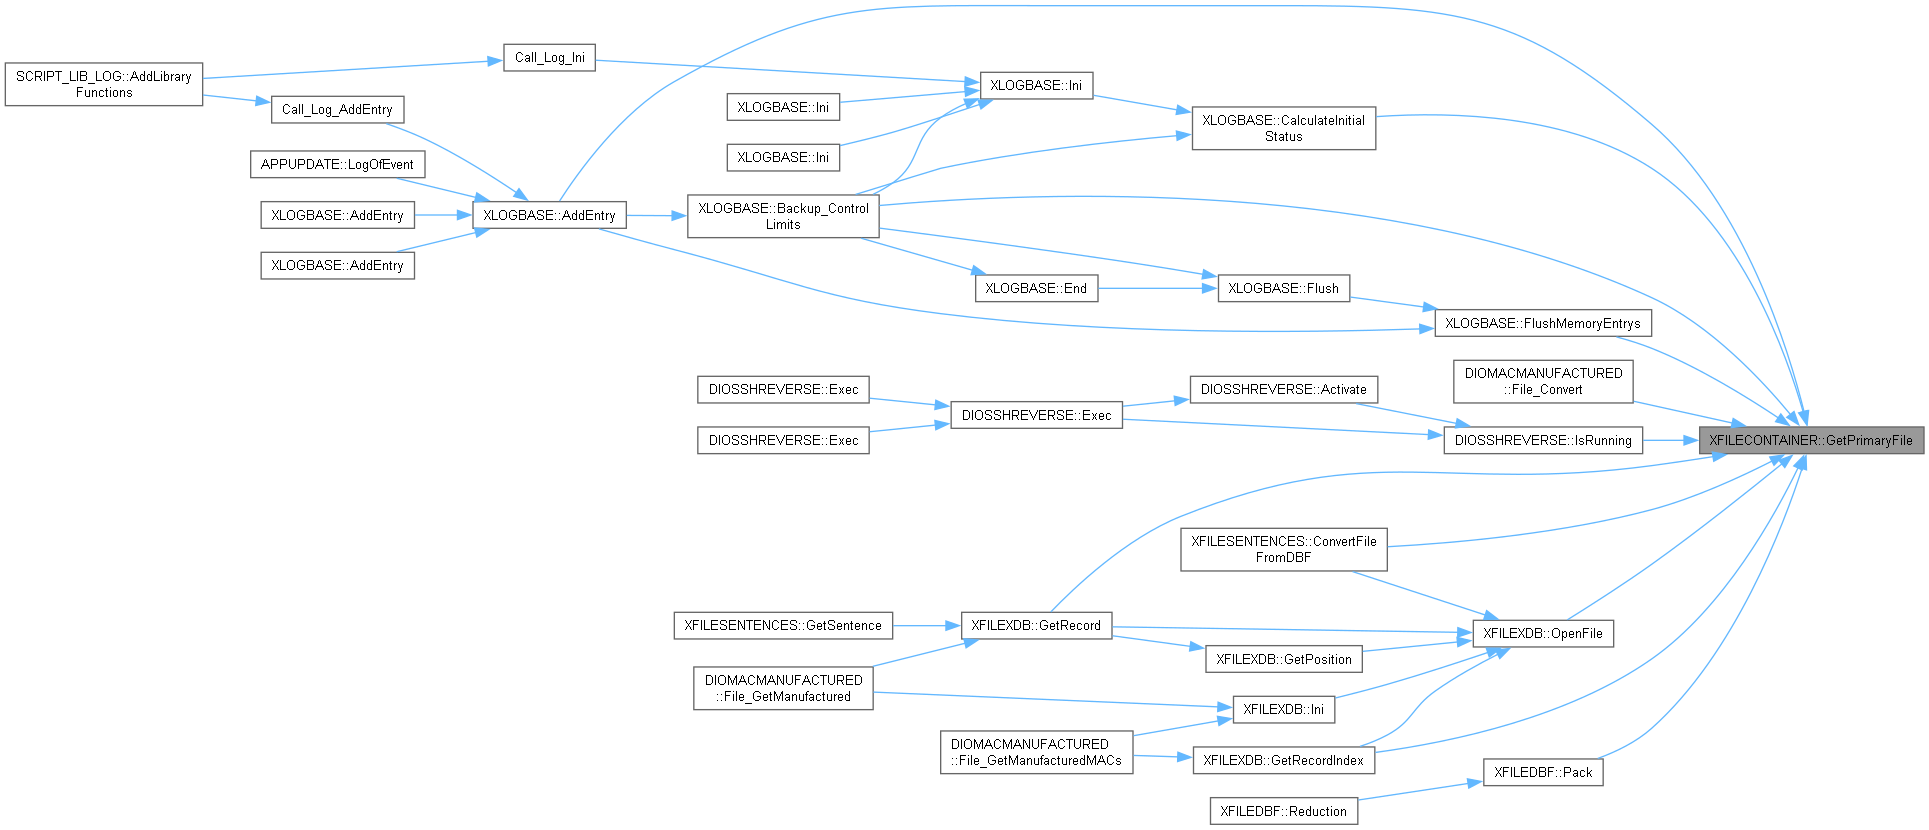 SCRIPT_LIB_LOG::AddLibrary
Functions
Call_Log_Ini
Call_Log_AddEntry
APPUPDATE::LogOfEvent
XLOGBASE::AddEntry
XLOGBASE::AddEntry
XLOGBASE::AddEntry
XLOGBASE::Ini
XLOGBASE::Ini
XLOGBASE::Ini
XLOGBASE::CalculateInitial
Status
XLOGBASE::Backup_Control
Limits
XLOGBASE::End
XLOGBASE::Flush
XLOGBASE::FlushMemoryEntrys
DIOMACMANUFACTURED
::File_Convert
DIOSSHREVERSE::Exec
DIOSSHREVERSE::Exec
DIOSSHREVERSE::Exec
DIOSSHREVERSE::Activate
DIOSSHREVERSE::IsRunning
XFILECONTAINER::GetPrimaryFile
XFILESENTENCES::ConvertFile
FromDBF
XFILESENTENCES::GetSentence
XFILEXDB::GetRecord
XFILEXDB::OpenFile
XFILEXDB::GetPosition
DIOMACMANUFACTURED
::File_GetManufactured
XFILEXDB::Ini
DIOMACMANUFACTURED
::File_GetManufacturedMACs
XFILEXDB::GetRecordIndex
XFILEDBF::Pack
XFILEDBF::Reduction